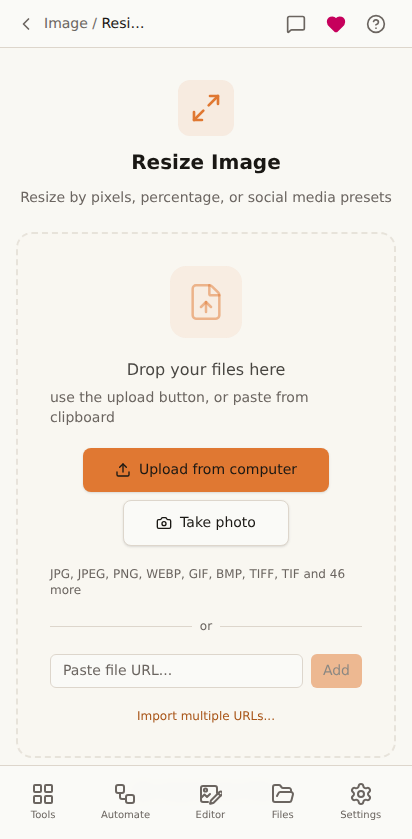 Image / Resi...
Resize Image
Resize by pixels, percentage, or social media presets
Drop your files here
use the upload button, or paste from
clipboard
Upload from computer
Take photo
JPG, JPEG, PNG, WEBP, GIF, BMP, TIFF, TIF and 46
more
or
Paste file URL...
Add
Import multiple URLs...
Tools
Automate
Editor
Files
Settings